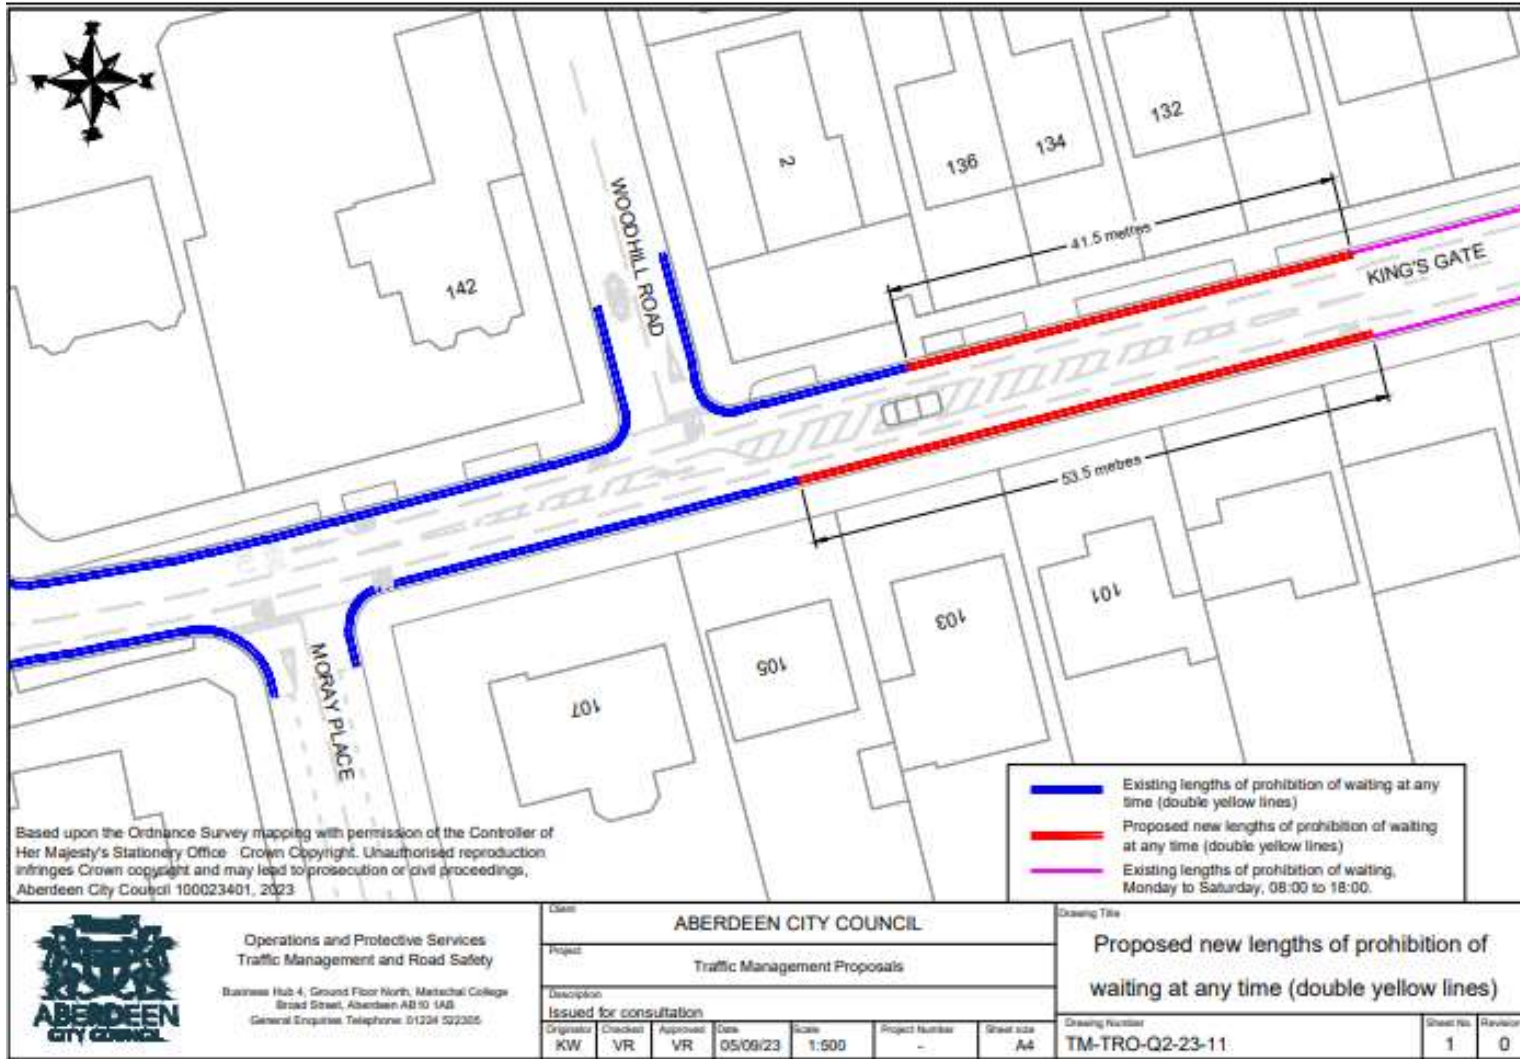 2
132
134
136
WOODHILL ROAD
142
41.5 metres
KING'S GATE
53.5 metres
101
103
105
107
MORAY PLACE
Existing lengths of prohibition of waiting at any
time (double yellow lines)
Proposed new lengths of prohibition of waiting
at any time (double yellow lines)
Existing lengths of prohibition of waiting,
Monday to Saturday, 08:00 to 18:00.
Based upon the Ordnance Survey mapping with permission of the Controller of
Her Majesty's Stationery Office Crown Copyright. Unauthorised reproduction
infringes Crown copyright and may lead to prosecution or civil proceedings,
Aberdeen City Council 100023401, 2023
ABERDEEN
CITY COUNCIL
Operations and Protective Services
Traffic Management and Road Safety
Business Hub 4, Ground Floor North, Marischal College
Broad Street, Aberdeen AB10 1AB
General Enquiries Telephone: 01224 522305
Client
ABERDEEN CITY COUNCIL
Project
Traffic Management Proposals
Description
Issued for consultation
Originator Checked Approved Date Scale Project Number Sheet size
KW VR VR 05/09/23 1:500 - A4
Drawing Title
Proposed new lengths of prohibition of
waiting at any time (double yellow lines)
Drawing Number Sheet No. Revision
TM-TRO-Q2-23-11 1 0